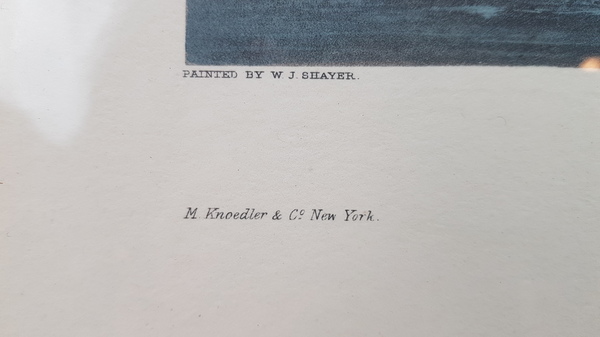 PAINTED BY W. J. SHAYER.
M. Knoedler & Cº New York.